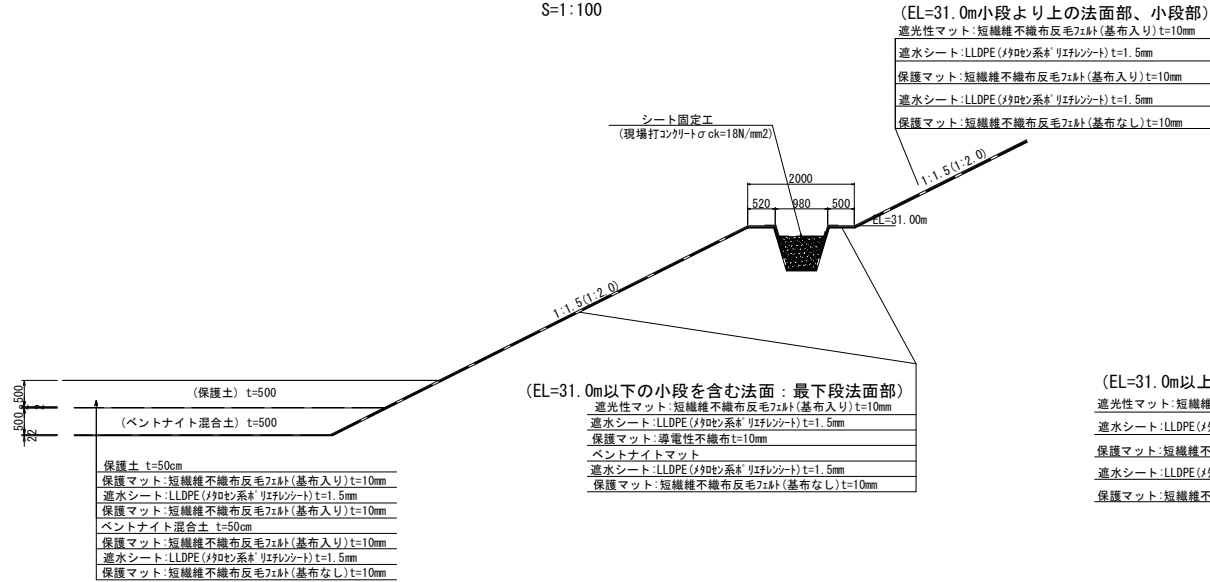 S=1:100
(EL=31.0m小段より上の法面部、小段部)
遮光性マット:短繊維不織布反毛ﾌｪﾙﾄ(基布入り)t=10mm
遮水シート:LLDPE(ﾒﾀﾛｾﾝ系ﾎﾟﾘｴﾁﾚﾝｼｰﾄ)t=1.5mm
保護マット:短繊維不織布反毛ﾌｪﾙﾄ(基布入り)t=10mm
遮水シート:LLDPE(ﾒﾀﾛｾﾝ系ﾎﾟﾘｴﾁﾚﾝｼｰﾄ)t=1.5mm
保護マット:短繊維不織布反毛ﾌｪﾙﾄ(基布なし)t=10mm
シート固定工
(現場打ｺﾝｸﾘｰﾄσck=18N/mm2)
1:1.5(1:2.0)
2000
520 980 500
EL=31.00m
1:1.5(1:2.0)
500
(保護土) t=500
500
(ベントナイト混合土) t=500
22
(EL=31.0m以下の小段を含む法面：最下段法面部)
遮光性マット:短繊維不織布反毛ﾌｪﾙﾄ(基布入り)t=10mm
遮水シート:LLDPE(ﾒﾀﾛｾﾝ系ﾎﾟﾘｴﾁﾚﾝｼｰﾄ)t=1.5mm
保護マット:導電性不織布t=10mm
ベントナイトマット
遮水シート:LLDPE(ﾒﾀﾛｾﾝ系ﾎﾟﾘｴﾁﾚﾝｼｰﾄ)t=1.5mm
保護マット:短繊維不織布反毛ﾌｪﾙﾄ(基布なし)t=10mm
(EL=31.0m以上
遮光性マット:短繊維
遮水シート:LLDPE(ﾒﾀ
保護マット:短繊維不
遮水シート:LLDPE(ﾒﾀ
保護マット:短繊維不
保護土 t=50cm
保護マット:短繊維不織布反毛ﾌｪﾙﾄ(基布入り)t=10mm
遮水シート:LLDPE(ﾒﾀﾛｾﾝ系ﾎﾟﾘｴﾁﾚﾝｼｰﾄ)t=1.5mm
保護マット:短繊維不織布反毛ﾌｪﾙﾄ(基布入り)t=10mm
ベントナイト混合土 t=50cm
保護マット:短繊維不織布反毛ﾌｪﾙﾄ(基布入り)t=10mm
遮水シート:LLDPE(ﾒﾀﾛｾﾝ系ﾎﾟﾘｴﾁﾚﾝｼｰﾄ)t=1.5mm
保護マット:短繊維不織布反毛ﾌｪﾙﾄ(基布なし)t=10mm